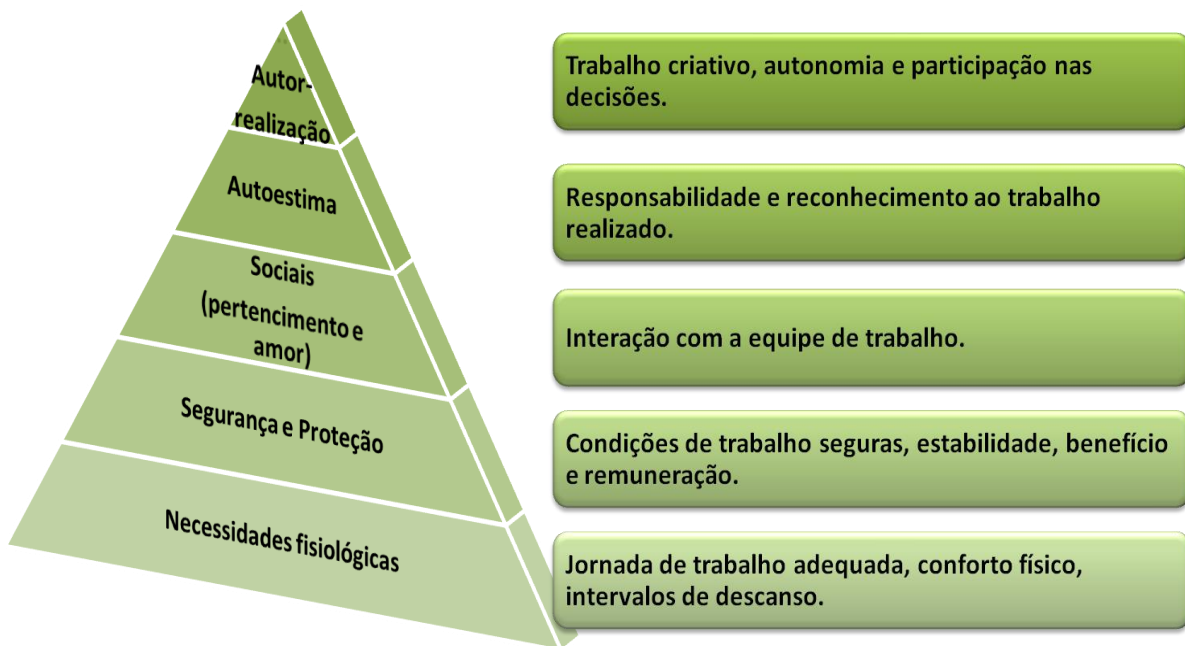 Autor-
realização
Trabalho criativo, autonomia e participação nas
decisões.
Autoestima
Responsabilidade e reconhecimento ao trabalho
realizado.
Sociais
(pertencimento e
amor)
Interação com a equipe de trabalho.
Segurança e Proteção
Condições de trabalho seguras, estabilidade, benefício
e remuneração.
Necessidades fisiológicas
Jornada de trabalho adequada, conforto físico,
intervalos de descanso.